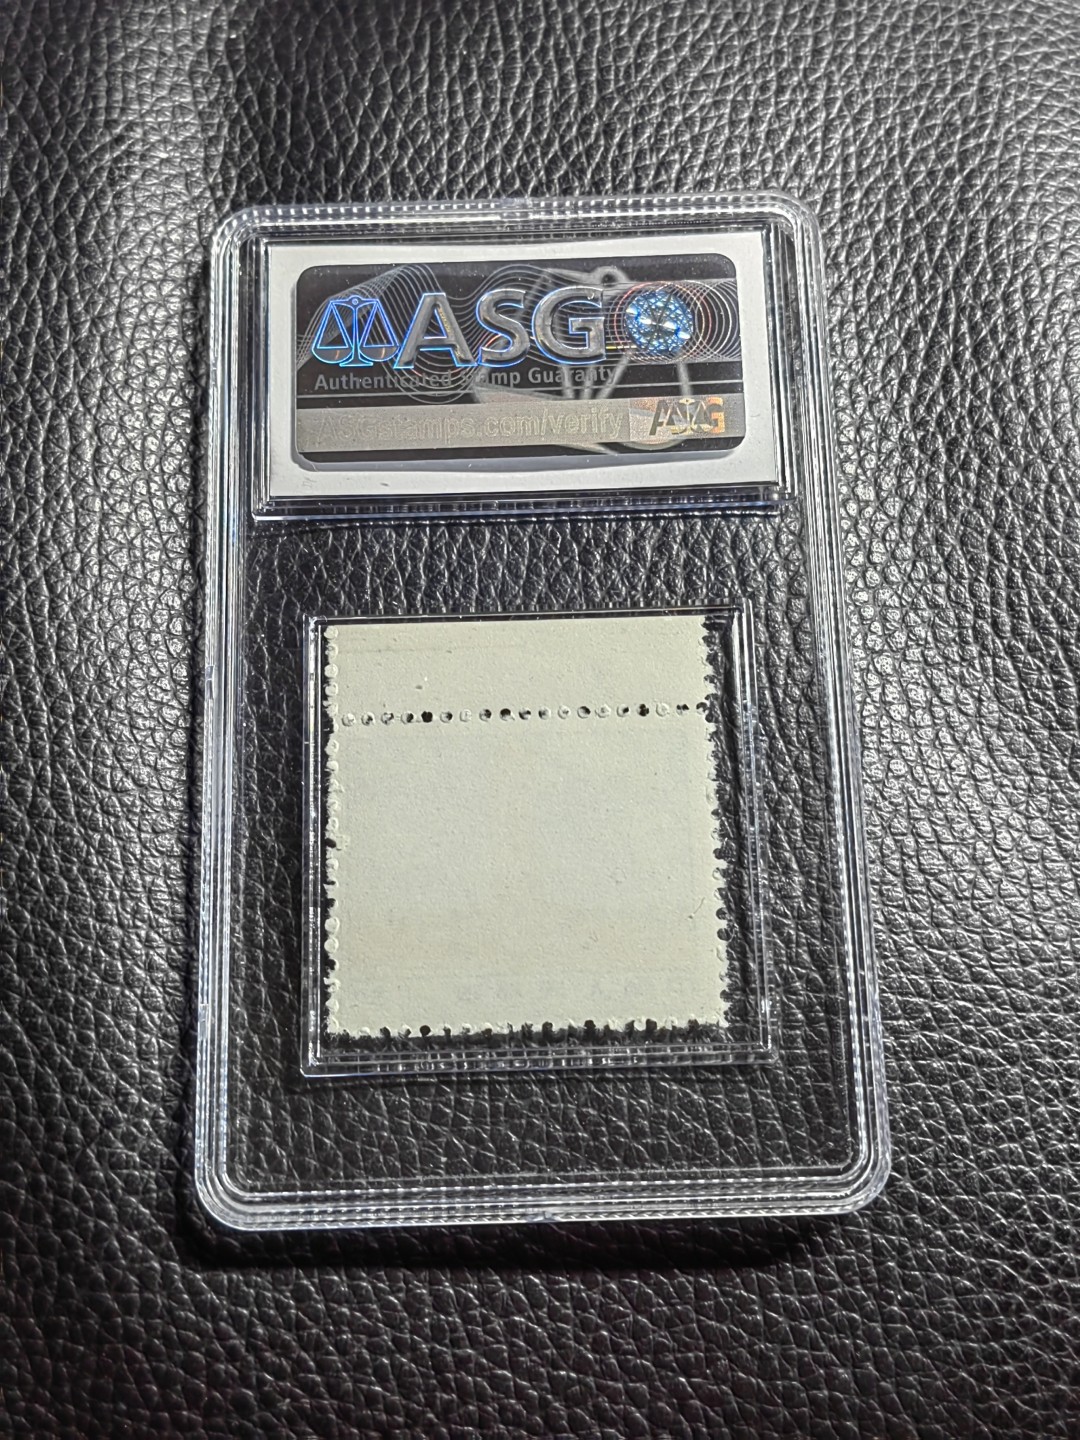 ASG
Authenticated Stamp Guaranty
ASGstamps.com/verify ASG